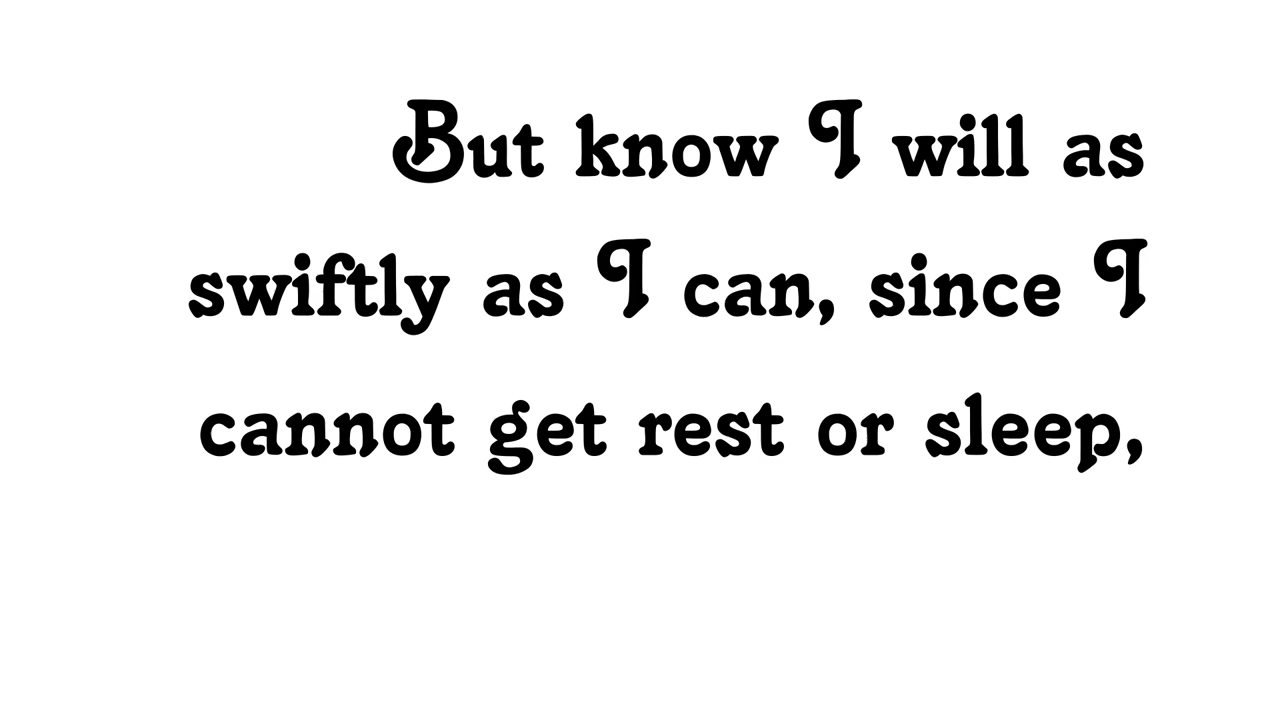 But know I will as
swiftly as I can, since I
cannot get rest or sleep,